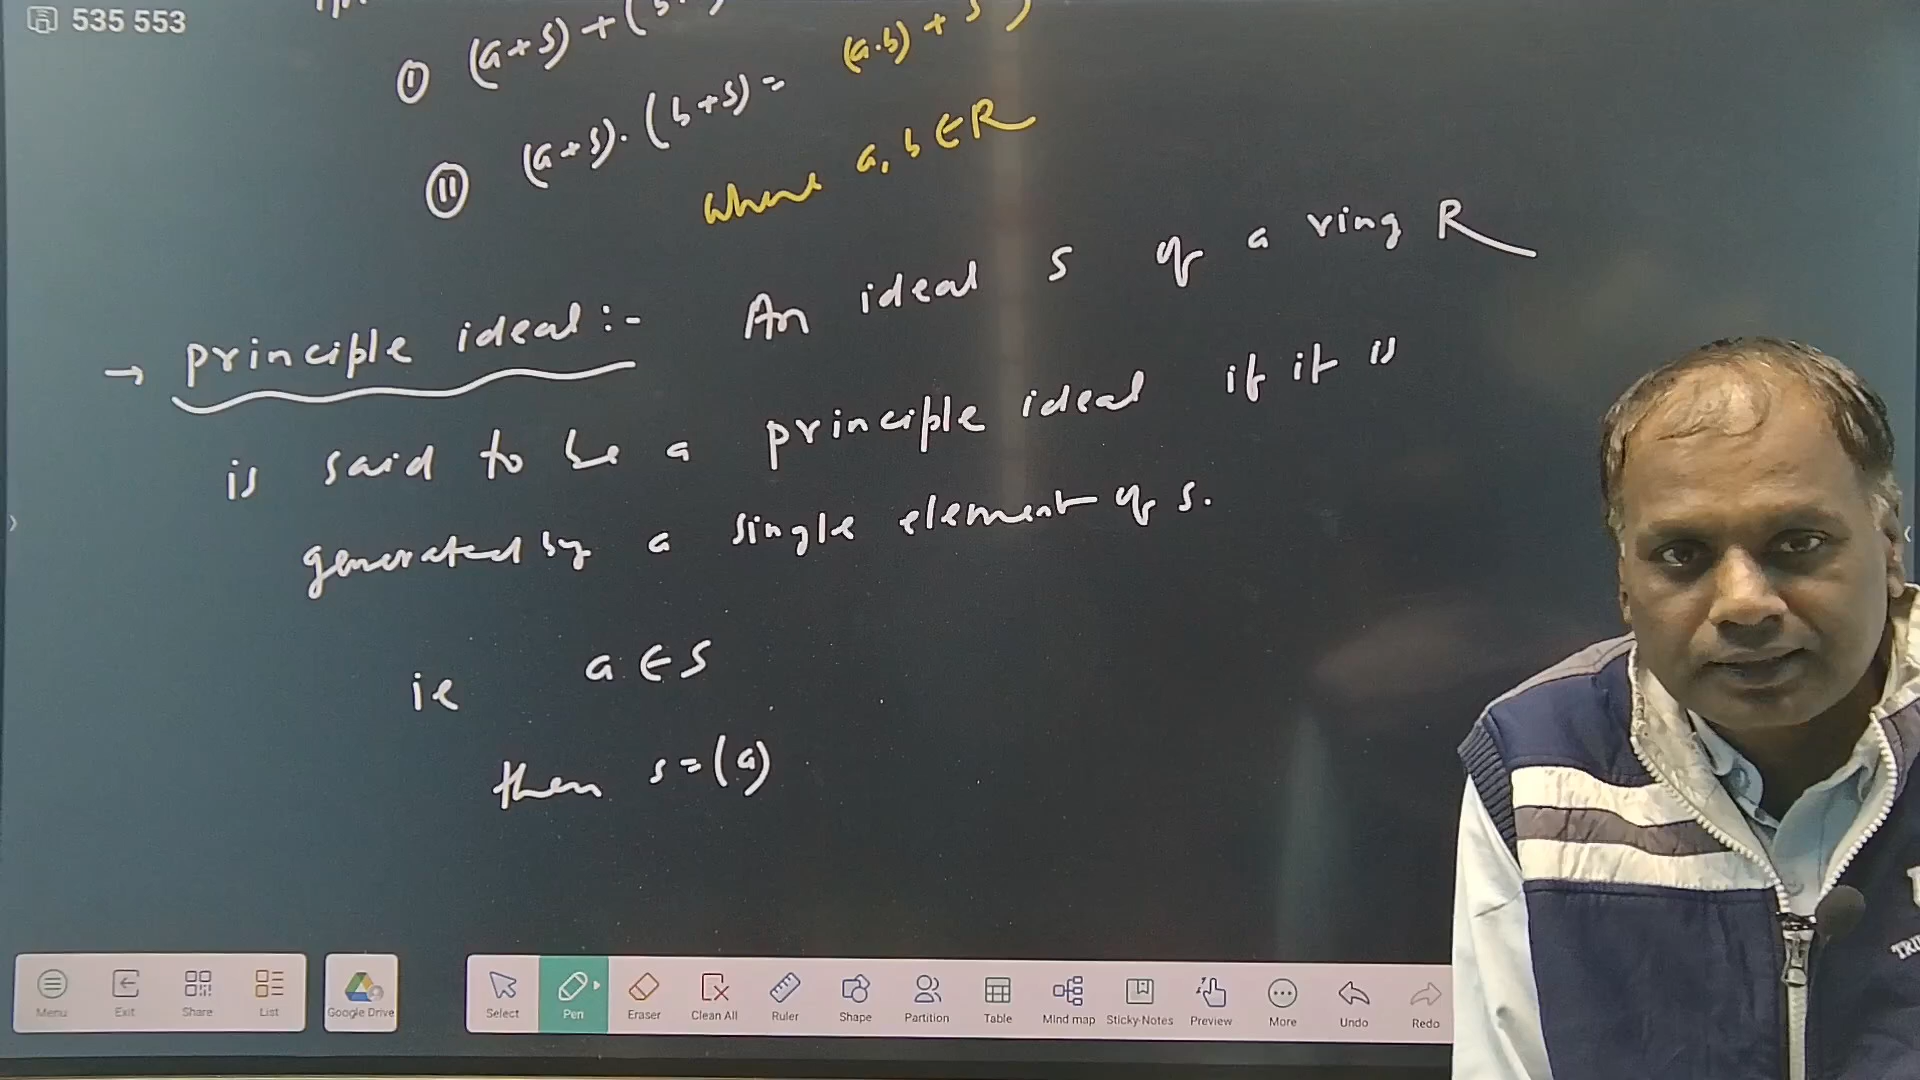 535 553
(I) (a+s)+(
(II) (a+s).(b+s)= (a.b)+s
where a, b ∈ R
→ principle ideal:- An ideal s of a ring R
is said to be a principle ideal if it is
generated by a single element of s.
ie a ∈ S
then s=(a)
Menu Exit Share List Google Drive Select Pen Eraser Clean All Ruler Shape Partition Table Mind map Sticky-Notes Preview More Undo Redo